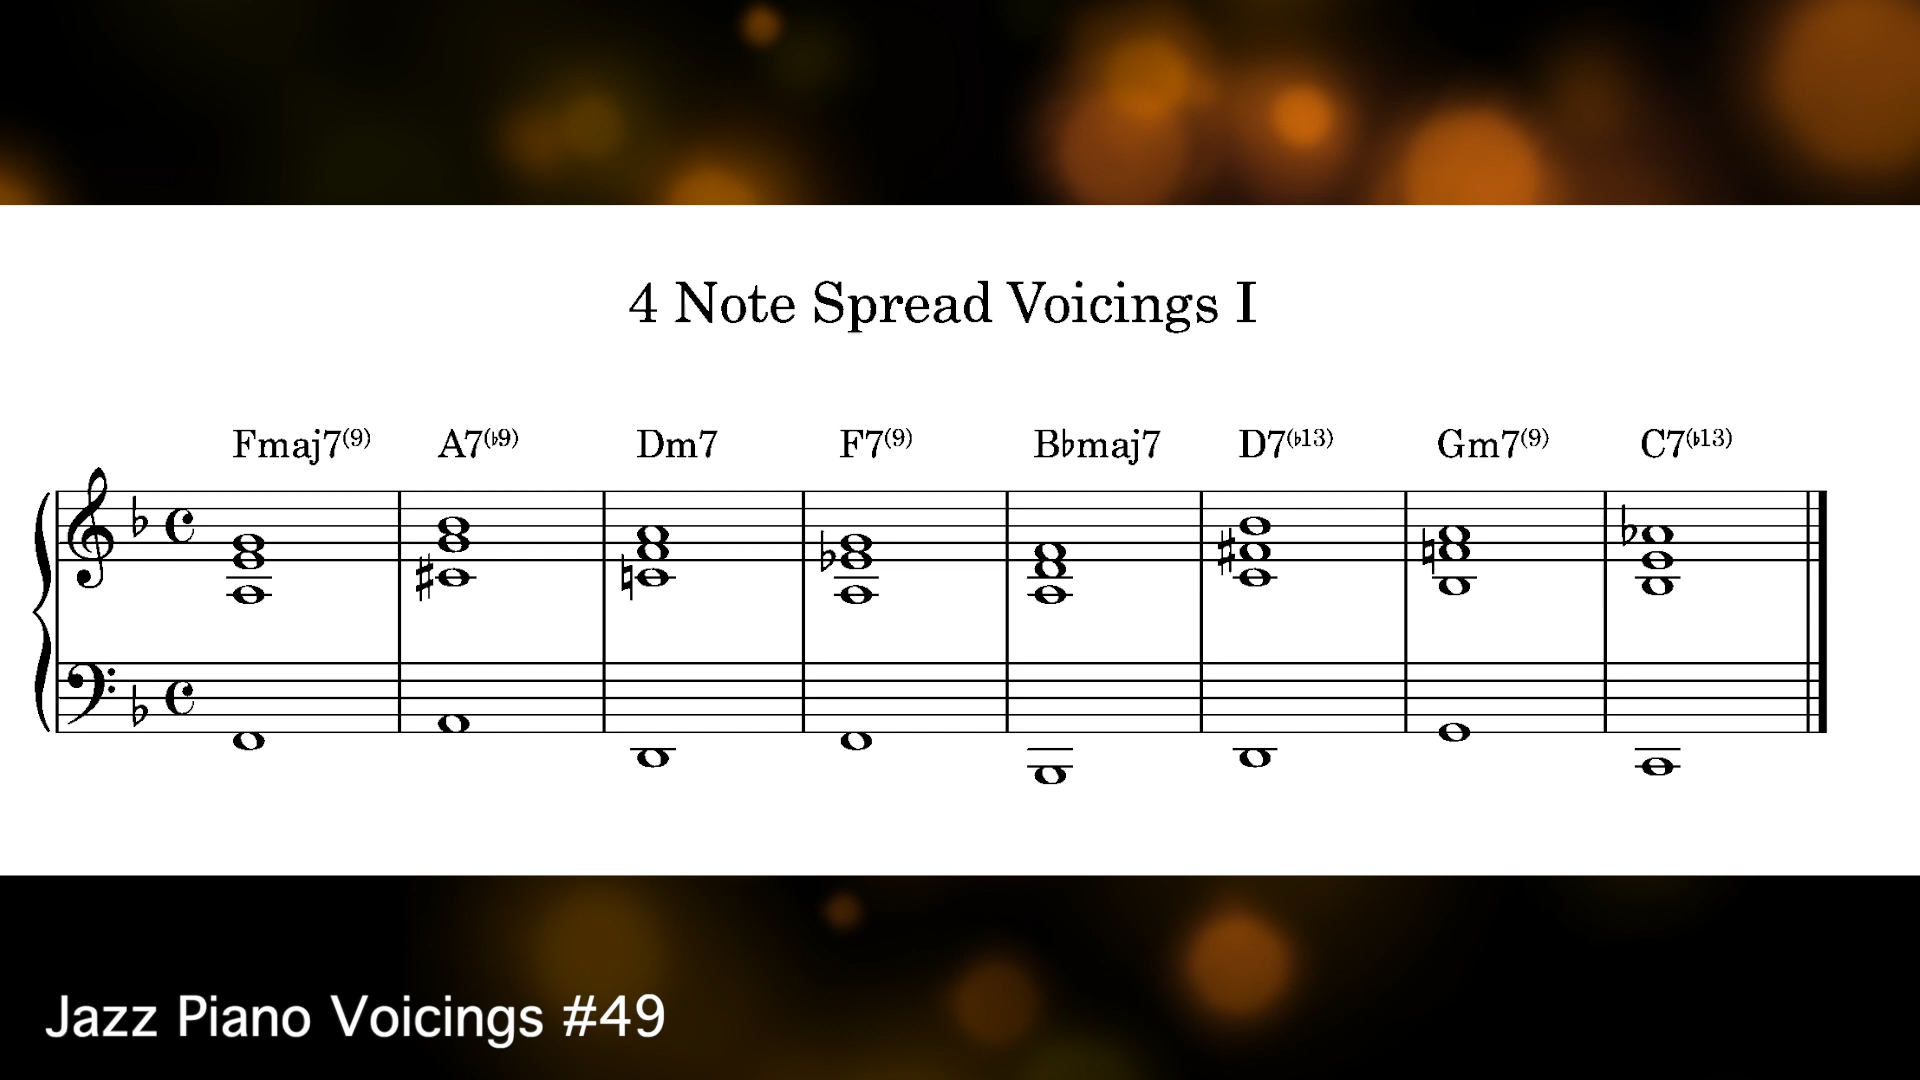 4 Note Spread Voicings I
Fmaj7(9) A7(♭9) Dm7 F7(9) B♭maj7 D7(♭13) Gm7(9) C7(♭13)
Jazz Piano Voicings #49